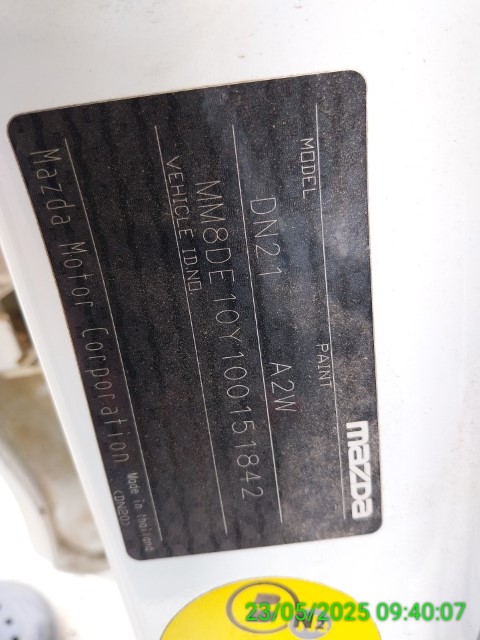 mazda
MODEL PAINT
DN21 A2W
VEHICLE ID.NO.
MM8DE10Y100151842
Mazda Motor Corporation
Made in thailand
23/05/2025 09:40:07